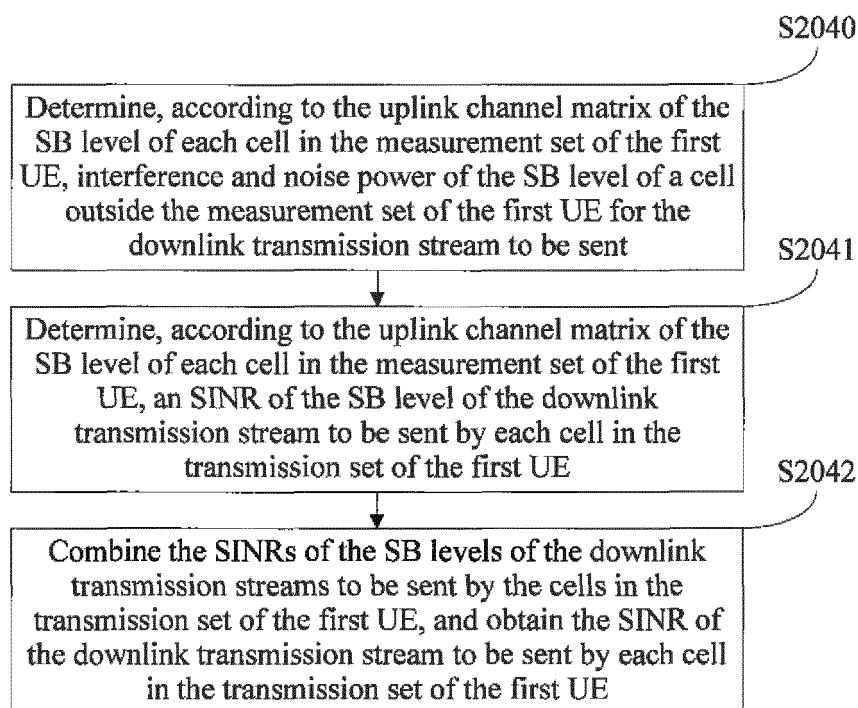 S2040
Determine, according to the uplink channel matrix of the
SB level of each cell in the measurement set of the first
UE, interference and noise power of the SB level of a cell
outside the measurement set of the first UE for the
downlink transmission stream to be sent
S2041
Determine, according to the uplink channel matrix of the
SB level of each cell in the measurement set of the first
UE, an SINR of the SB level of the downlink
transmission stream to be sent by each cell in the
transmission set of the first UE
S2042
Combine the SINRs of the SB levels of the downlink
transmission streams to be sent by the cells in the
transmission set of the first UE, and obtain the SINR of
the downlink transmission stream to be sent by each cell
in the transmission set of the first UE